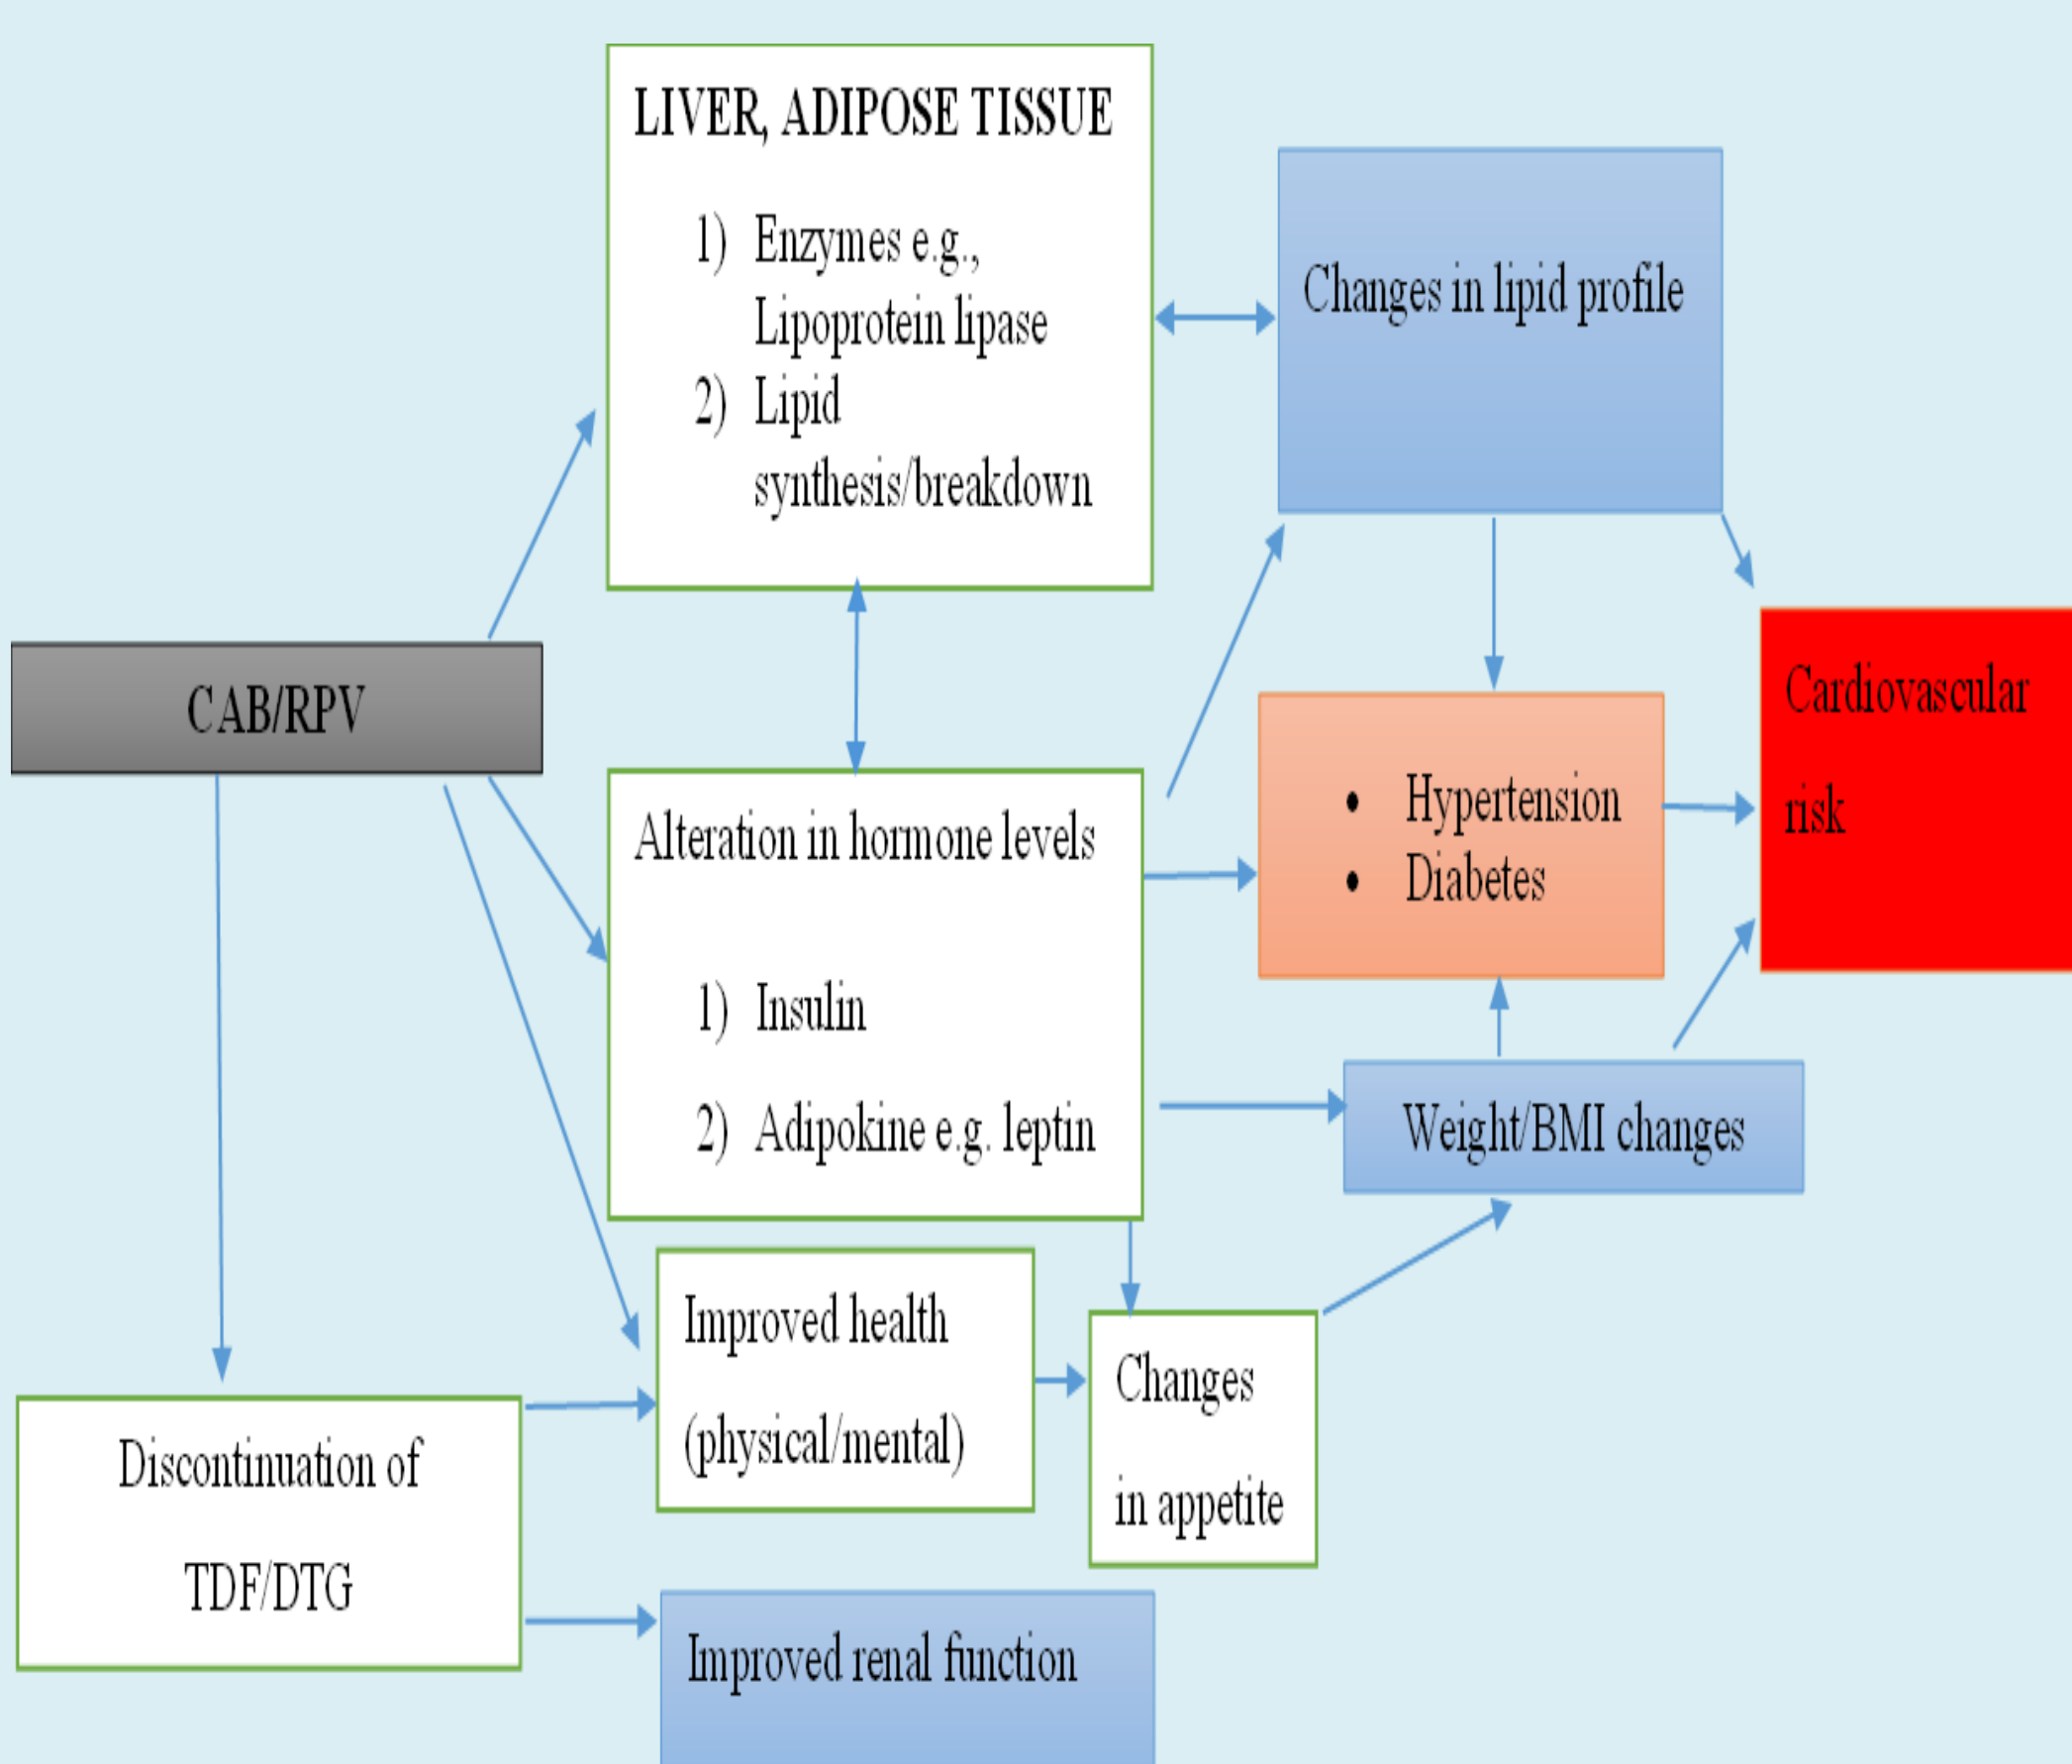 LIVER, ADIPOSE TISSUE
1) Enzymes e.g.,
Lipoprotein lipase
2) Lipid
synthesis/breakdown
Changes in lipid profile
CAB/RPV
Alteration in hormone levels
1) Insulin
2) Adipokine e.g. leptin
• Hypertension
• Diabetes
Cardiovascular
risk
Weight/BMI changes
Improved health
(physical/mental)
Changes
in appetite
Discontinuation of
TDF/DTG
Improved renal function